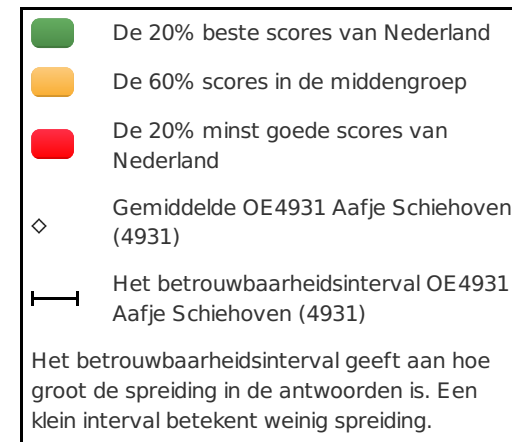 De 20% beste scores van Nederland
De 60% scores in de middengroep
De 20% minst goede scores van
Nederland
Gemiddelde OE4931 Aafje Schiehoven
(4931)
Het betrouwbaarheidsinterval OE4931
Aafje Schiehoven (4931)
Het betrouwbaarheidsinterval geeft aan hoe
groot de spreiding in de antwoorden is. Een
klein interval betekent weinig spreiding.